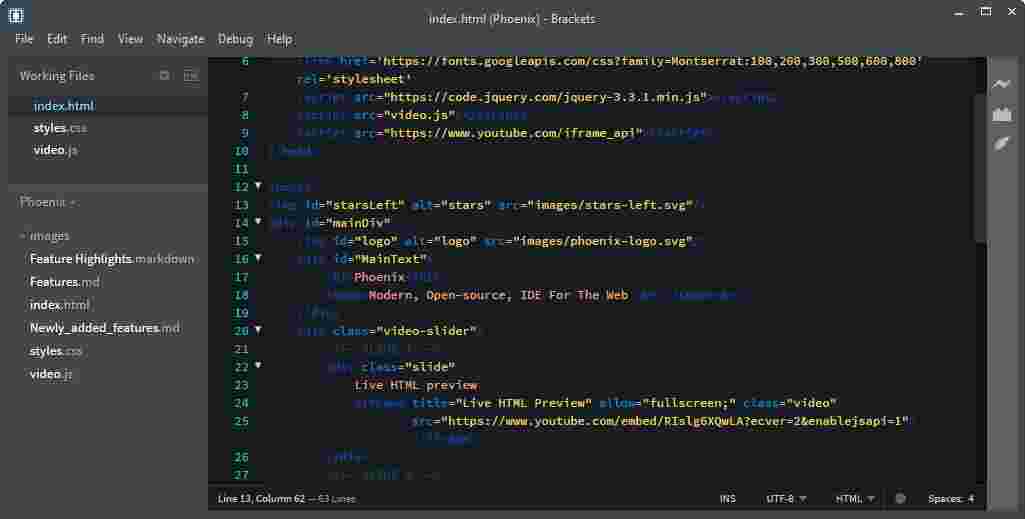 index.html (Phoenix) - Brackets
File Edit Find View Navigate Debug Help
Working Files
index.html
styles.css
video.js
Phoenix
images
Feature Highlights.markdown
Features.md
index.html
Newly_added_features.md
styles.css
video.js
6 <link href='https://fonts.googleapis.com/css?family=Montserrat:100,200,300,500,600,800'
rel='stylesheet'
7 <script src="https://code.jquery.com/jquery-3.3.1.min.js"></script>
8 <script src="video.js"></script>
9 <script src="https://www.youtube.com/iframe_api"></script>
10 </head>
11
12 <body>
13 <img id="starsLeft" alt="stars" src="images/stars-left.svg"/>
14 <div id="mainDiv"
15 <img id="logo" alt="logo" src="images/phoenix-logo.svg"
16 <div id="MainText">
17 <h1>Phoenix</h1>
18 Modern, Open-source, IDE For The Web
19 </div>
20 <div class="video-slider">
21 <!-- SLIDE 1 -->
22 <div class="slide"
23 Live HTML preview
24 <iframe title="Live HTML Preview" allow="fullscreen;" class="video"
25 src="https://www.youtube.com/embed/RIslg6XQwLA?ecver=2&enablejsapi=1">
</iframe>
26 </div>
27 <!-- SLIDE 2 -->
Line 13, Column 62 — 63 Lines
INS UTF-8 HTML Spaces: 4